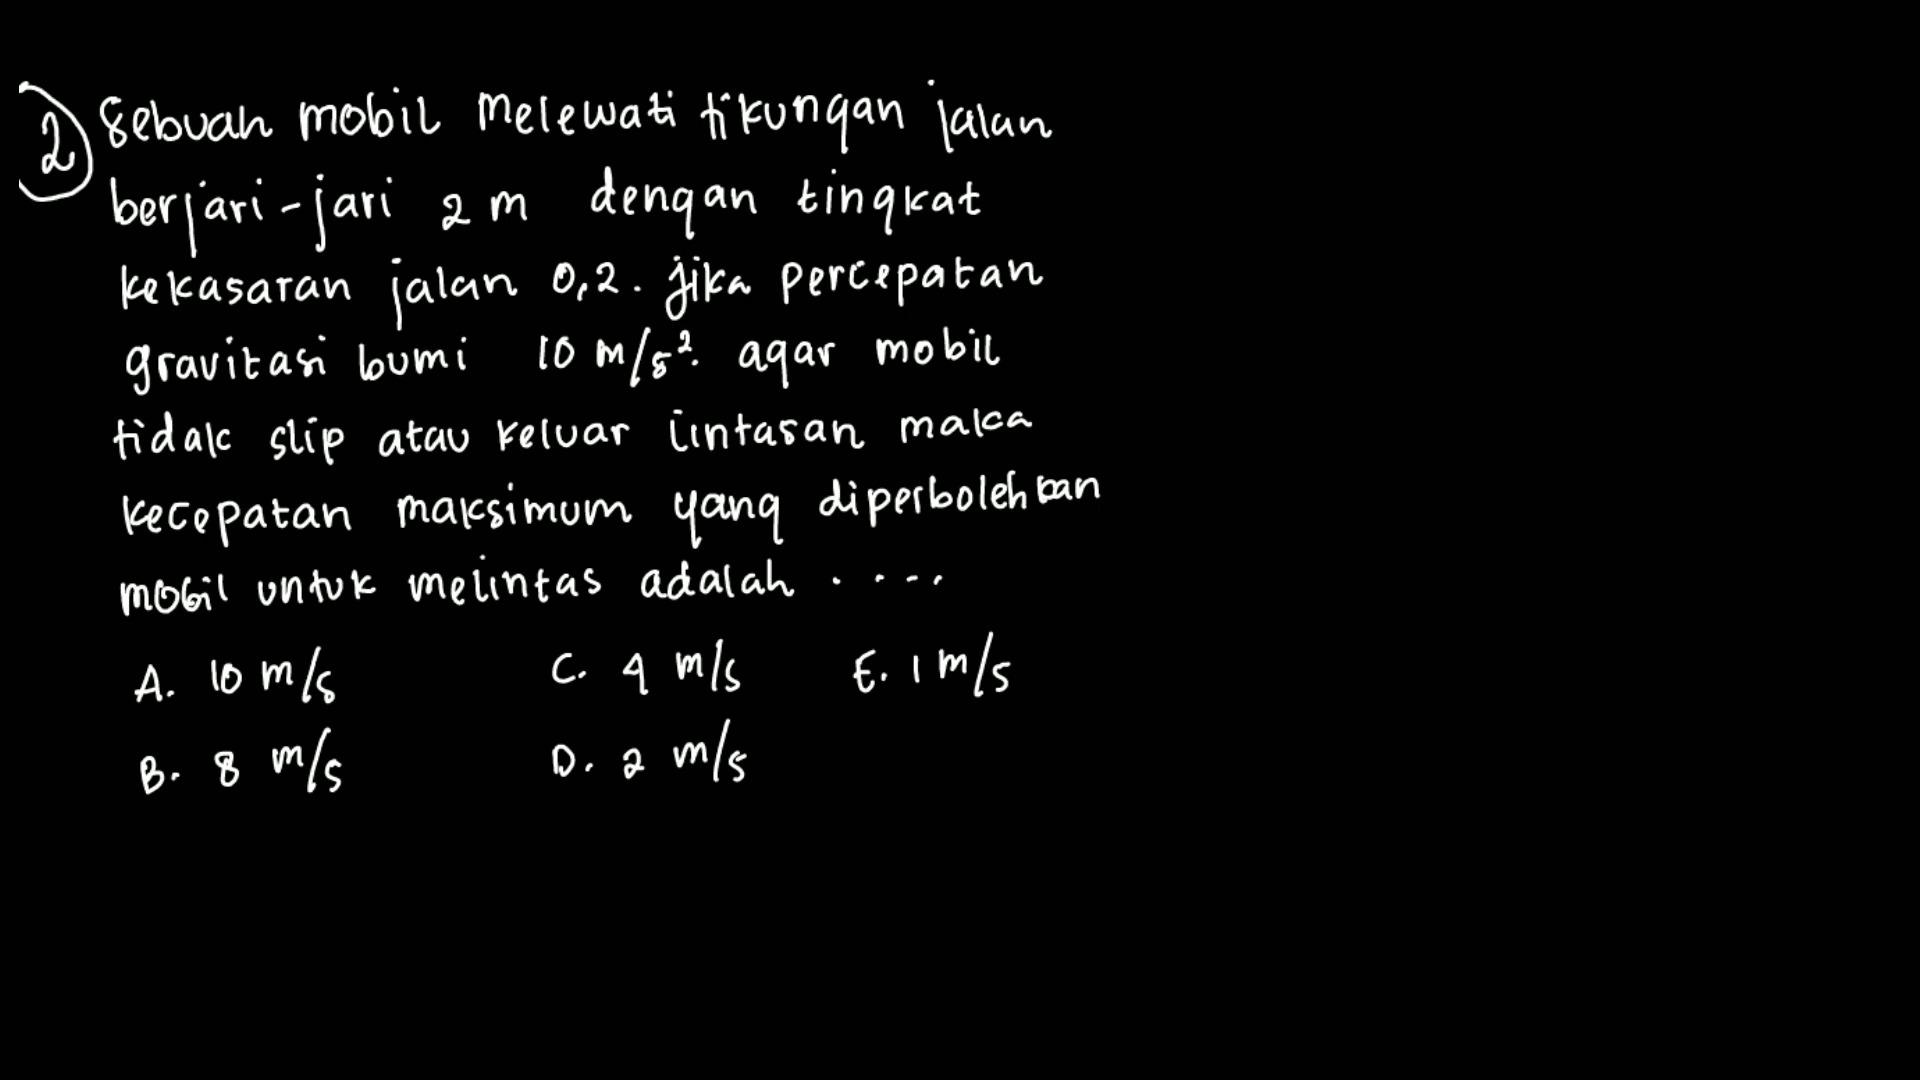 2) Sebuah mobil melewati tikungan jalan
berjari-jari 2 m dengan tingkat
kekasaran jalan 0,2. jika percepatan
gravitasi bumi 10 m/s². agar mobil
tidak slip atau keluar lintasan maka
kecepatan maksimum yang diperbolehkan
mobil untuk melintas adalah ....
A. 10 m/s C. 4 m/s E. 1 m/s
B. 8 m/s D. 2 m/s